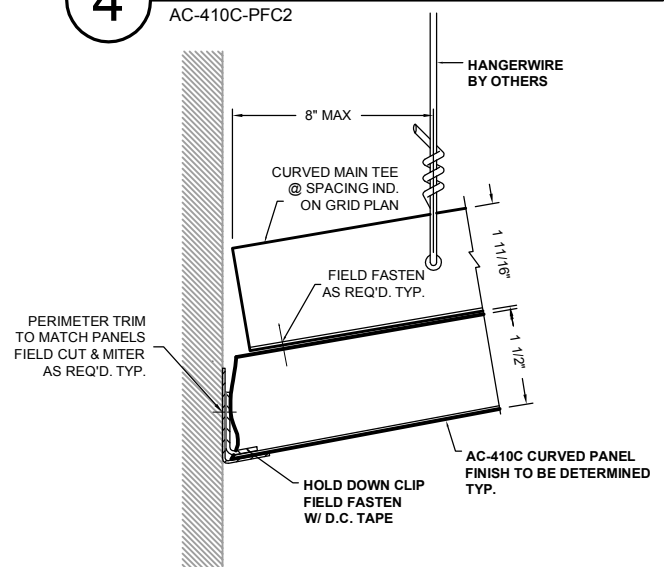 4
AC-410C-PFC2
HANGERWIRE
BY OTHERS
8" MAX
CURVED MAIN TEE
@ SPACING IND.
ON GRID PLAN
1 11/16"
FIELD FASTEN
AS REQ'D. TYP.
PERIMETER TRIM
TO MATCH PANELS
FIELD CUT & MITER
AS REQ'D. TYP.
1 1/2"
AC-410C CURVED PANEL
FINISH TO BE DETERMINED
TYP.
HOLD DOWN CLIP
FIELD FASTEN
W/ D.C. TAPE